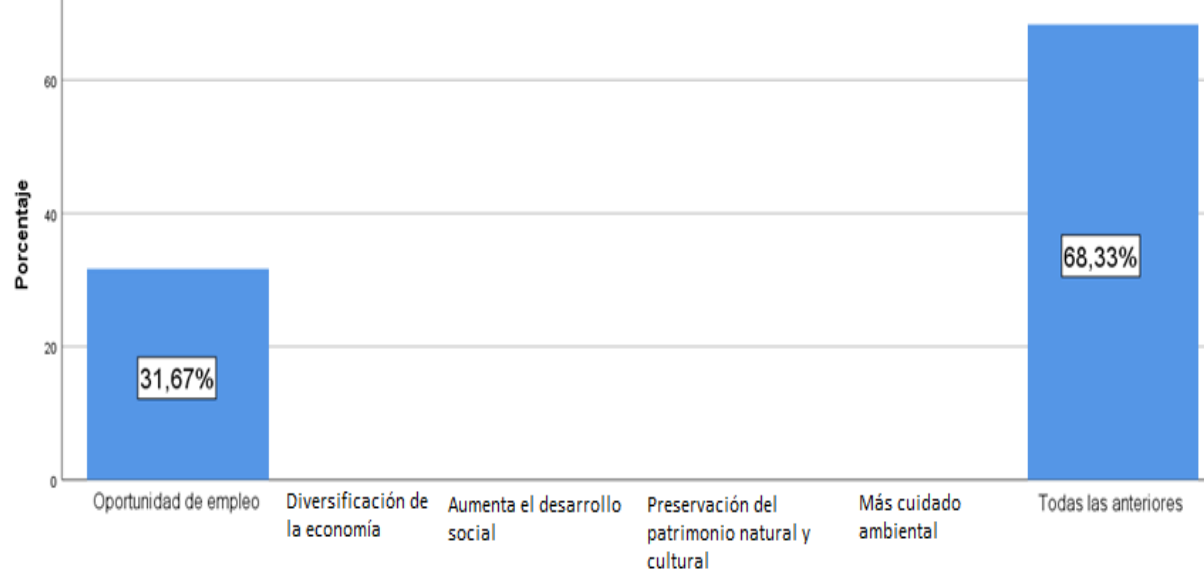 60
Porcentaje
40
68,33%
20
31,67%
0
Oportunidad de empleo
Diversificación de
la economía
Aumenta el desarrollo
social
Preservación del
patrimonio natural y
cultural
Más cuidado
ambiental
Todas las anteriores